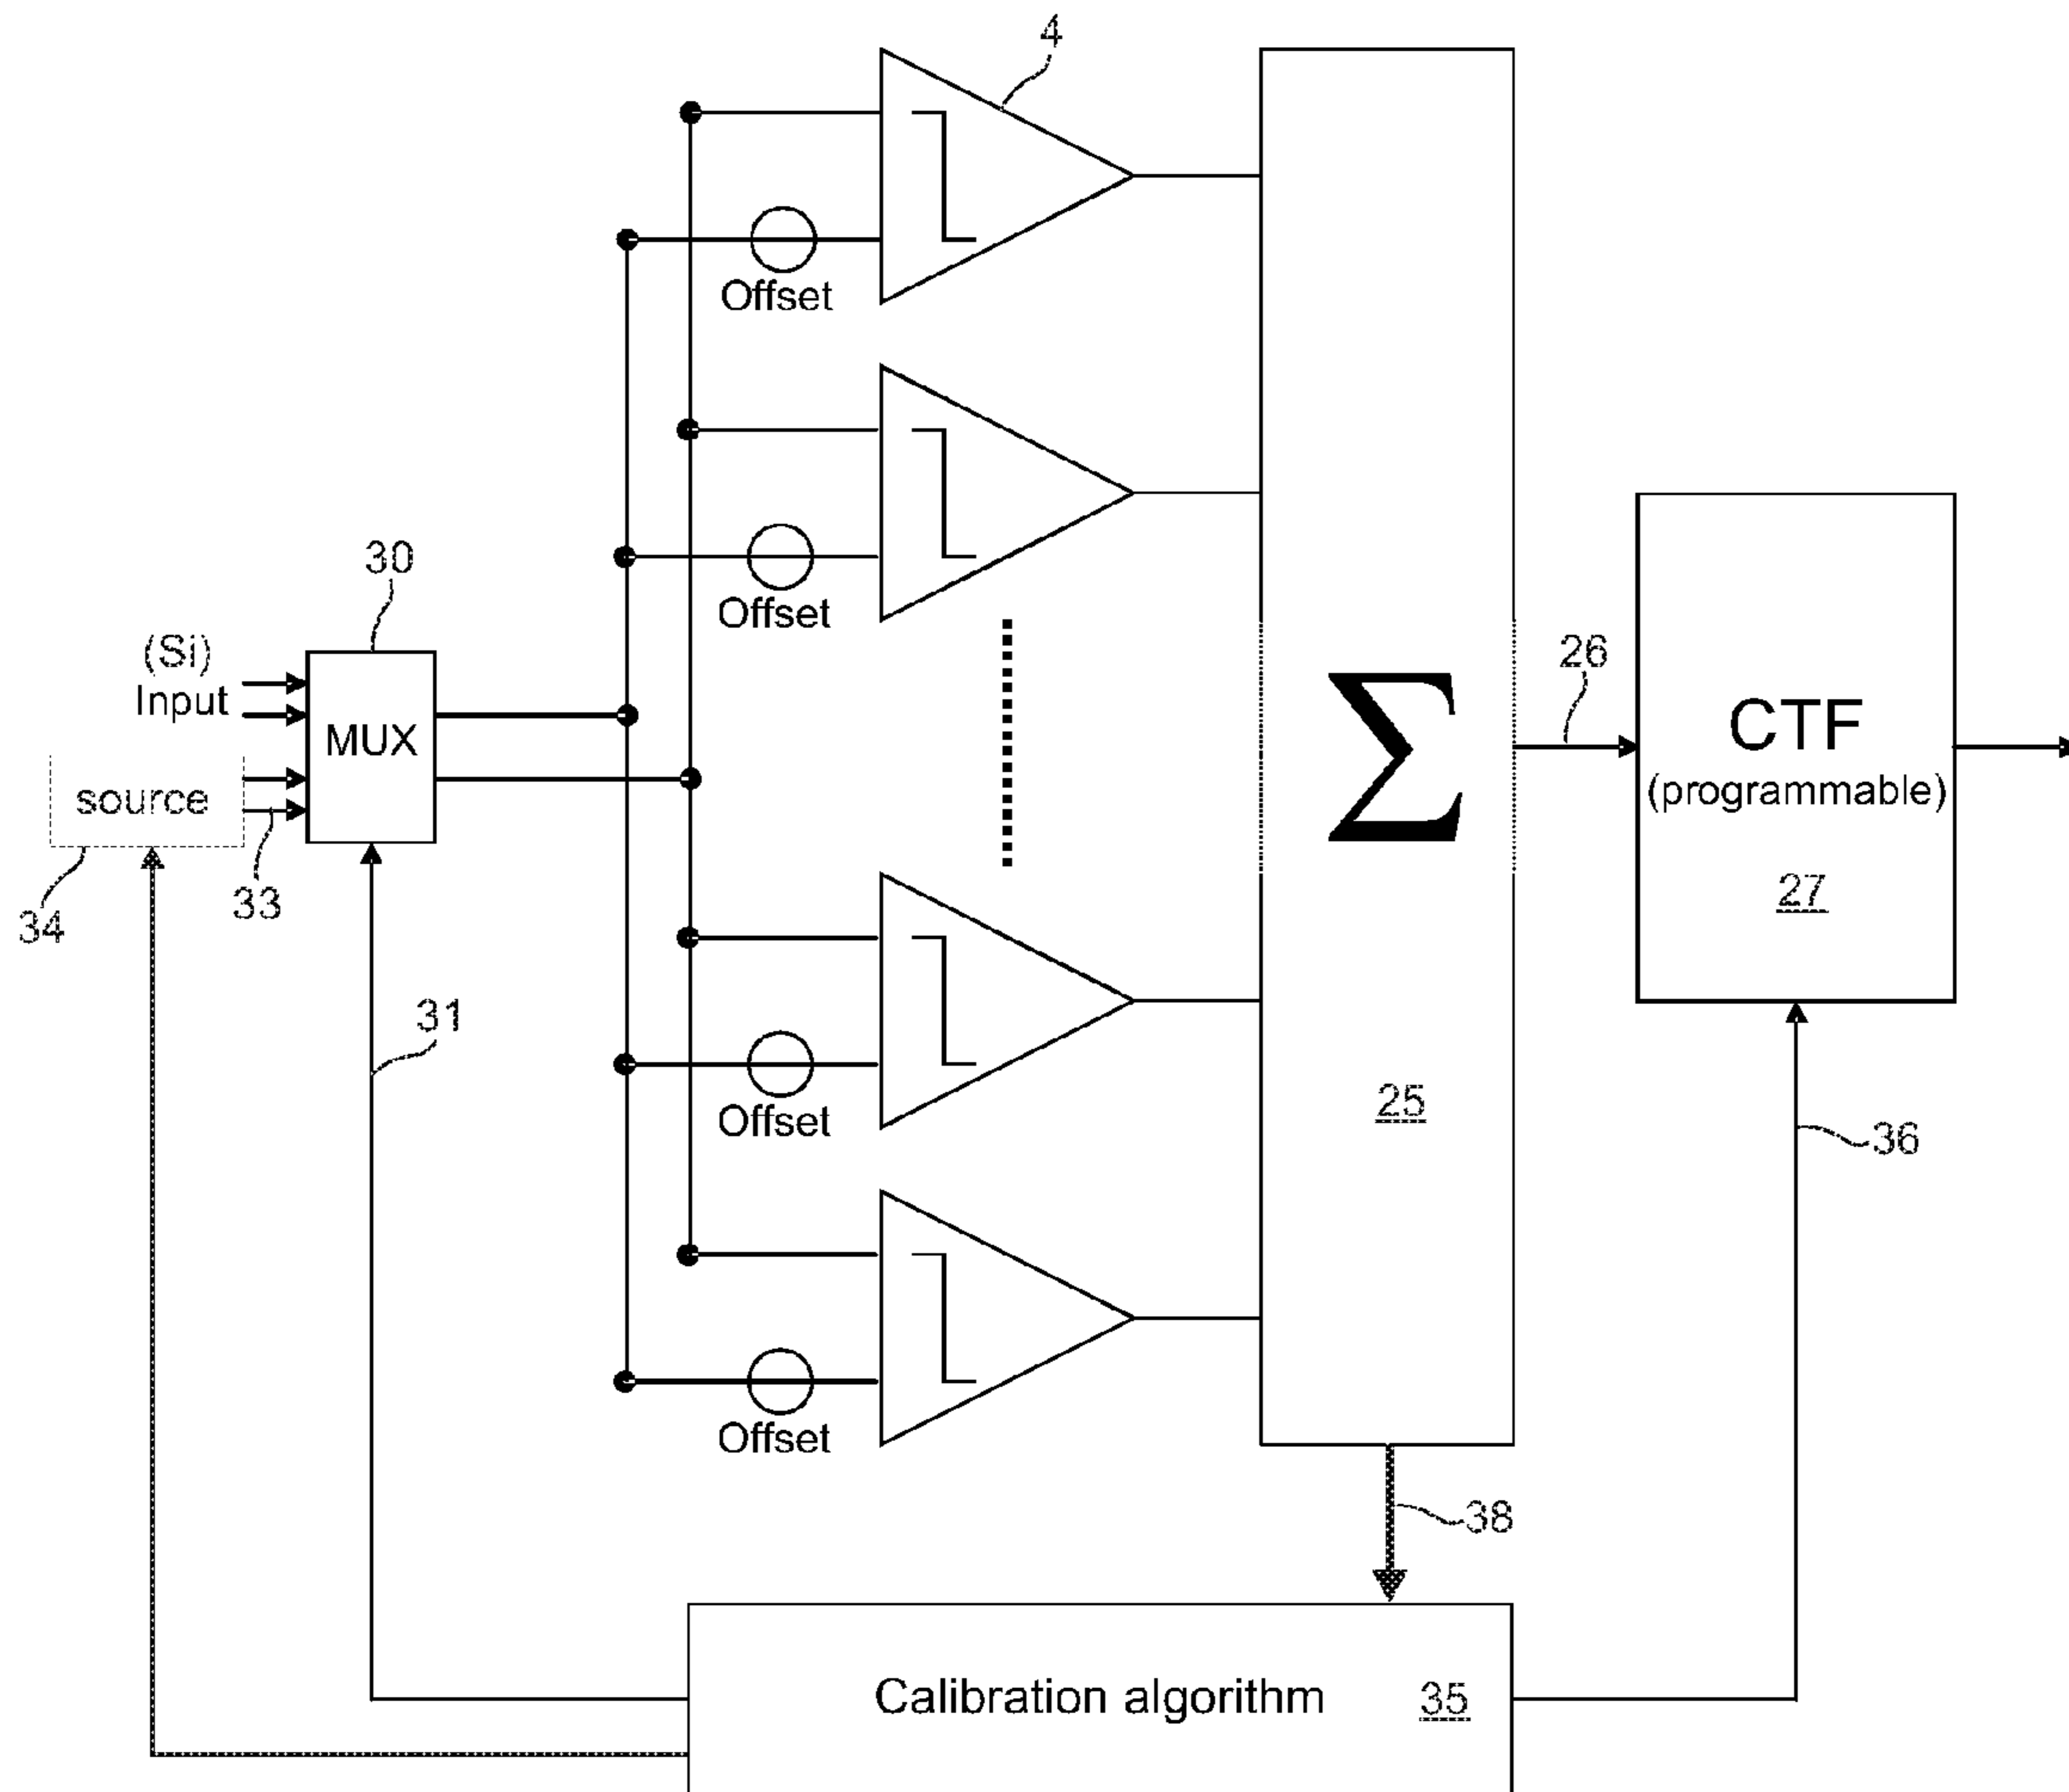 4
Offset
Offset
30
(Si)
Input
MUX
source
33
34
31
Offset
Offset
Σ
25
26
CTF
(programmable)
27
36
38
Calibration algorithm 35